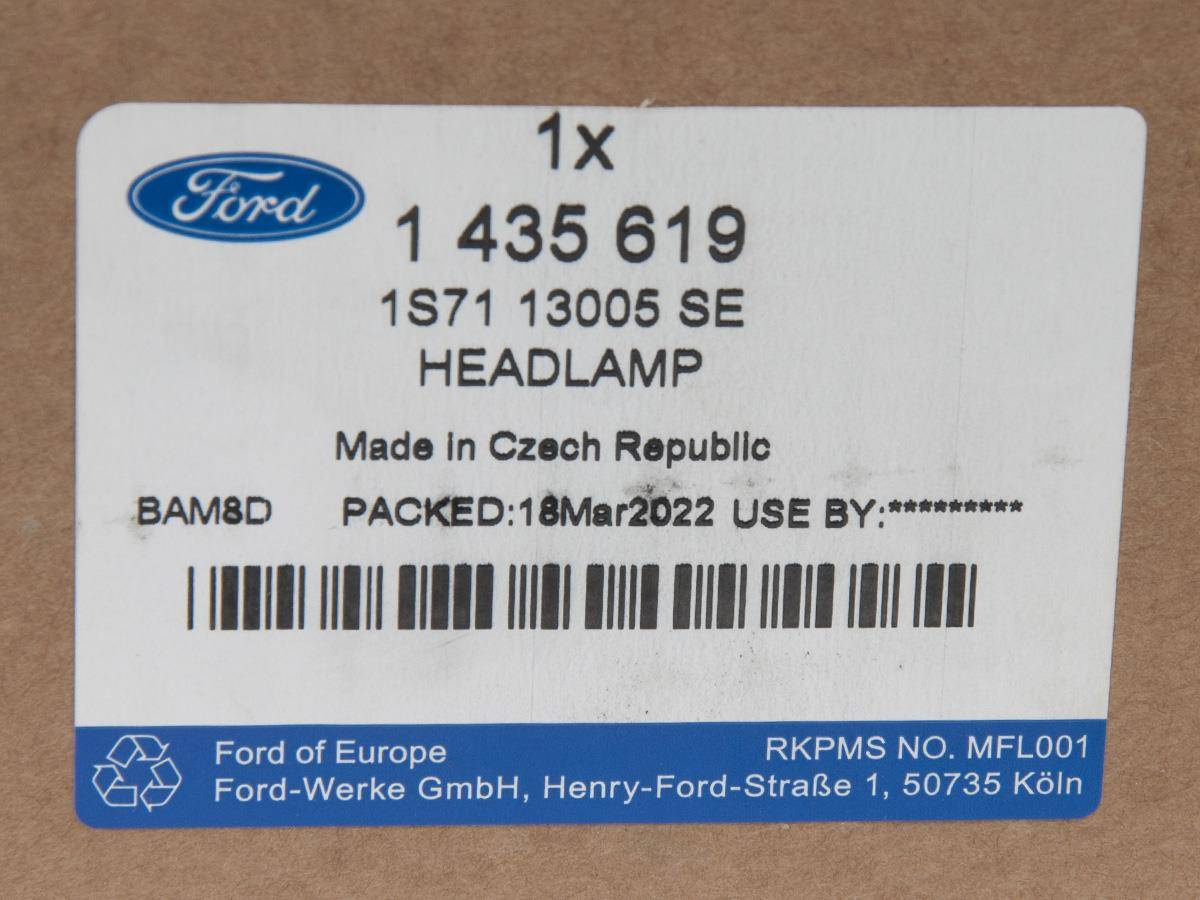 1x
Ford
1 435 619
1S71 13005 SE
HEADLAMP
Made in Czech Republic
BAM8D PACKED:18Mar2022 USE BY:*********
Ford of Europe RKPMS NO. MFL001
Ford-Werke GmbH, Henry-Ford-Straße 1, 50735 Köln